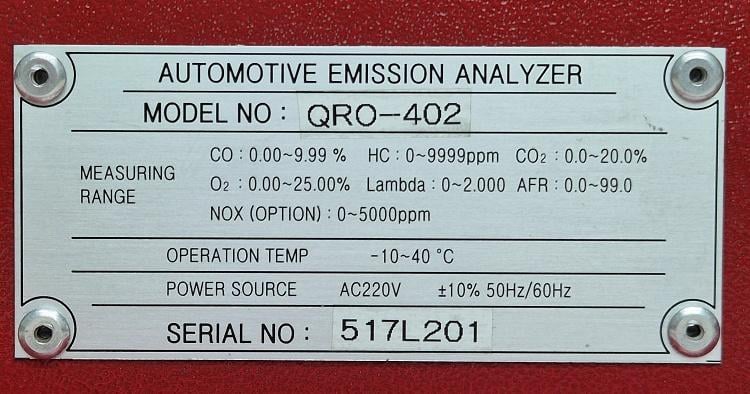 AUTOMOTIVE EMISSION ANALYZER
MODEL NO : QRO-402
MEASURING RANGE
CO : 0.00~9.99 % HC : 0~9999ppm CO₂ : 0.0~20.0%
O₂ : 0.00~25.00% Lambda : 0~2.000 AFR : 0.0~99.0
NOX (OPTION) : 0~5000ppm
OPERATION TEMP -10~40 °C
POWER SOURCE AC220V ±10% 50Hz/60Hz
SERIAL NO : 517L201